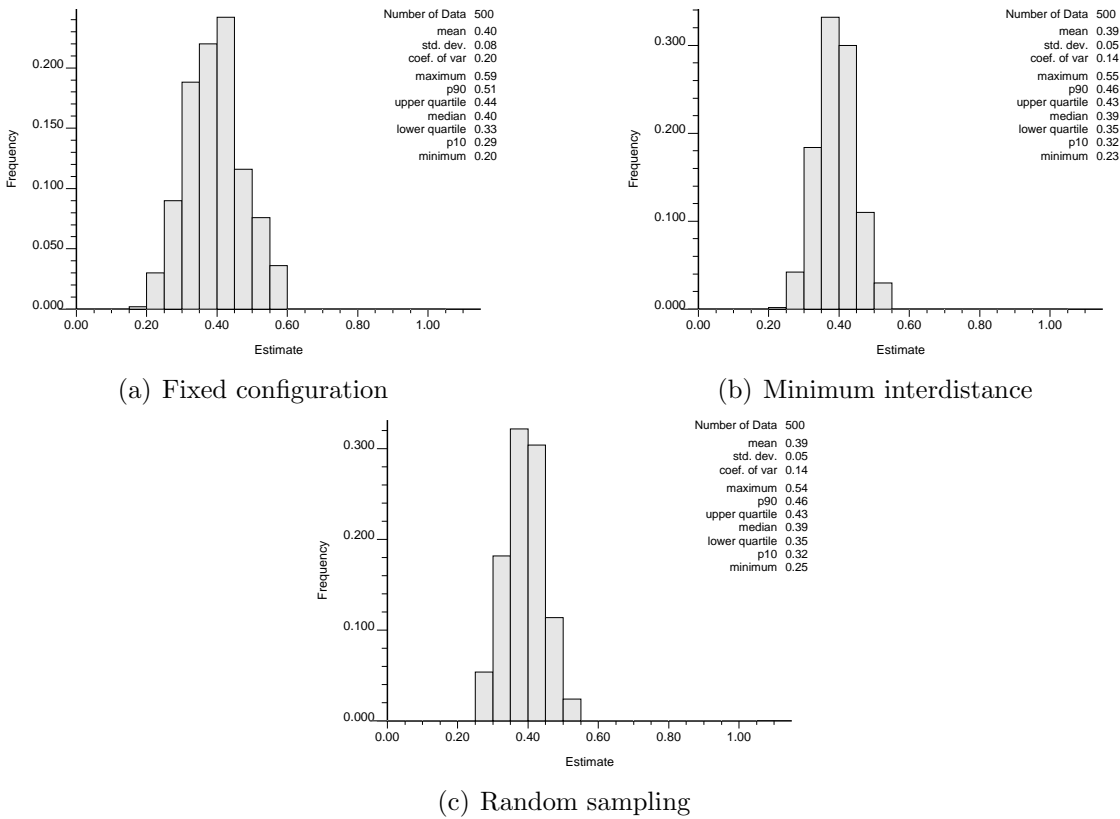 Number of Data 500
mean 0.40
std. dev. 0.08
coef. of var 0.20
maximum 0.59
p90 0.51
upper quartile 0.44
median 0.40
lower quartile 0.33
p10 0.29
minimum 0.20
Frequency
0.200
0.150
0.100
0.050
0.000
0.00 0.20 0.40 0.60 0.80 1.00
Estimate
(a) Fixed configuration
Number of Data 500
mean 0.39
std. dev. 0.05
coef. of var 0.14
maximum 0.55
p90 0.46
upper quartile 0.43
median 0.39
lower quartile 0.35
p10 0.32
minimum 0.23
Frequency
0.300
0.200
0.100
0.000
0.00 0.20 0.40 0.60 0.80 1.00
Estimate
(b) Minimum interdistance
Number of Data 500
mean 0.39
std. dev. 0.05
coef. of var 0.14
maximum 0.54
p90 0.46
upper quartile 0.43
median 0.39
lower quartile 0.35
p10 0.32
minimum 0.25
Frequency
0.300
0.200
0.100
0.000
0.00 0.20 0.40 0.60 0.80 1.00
Estimate
(c) Random sampling